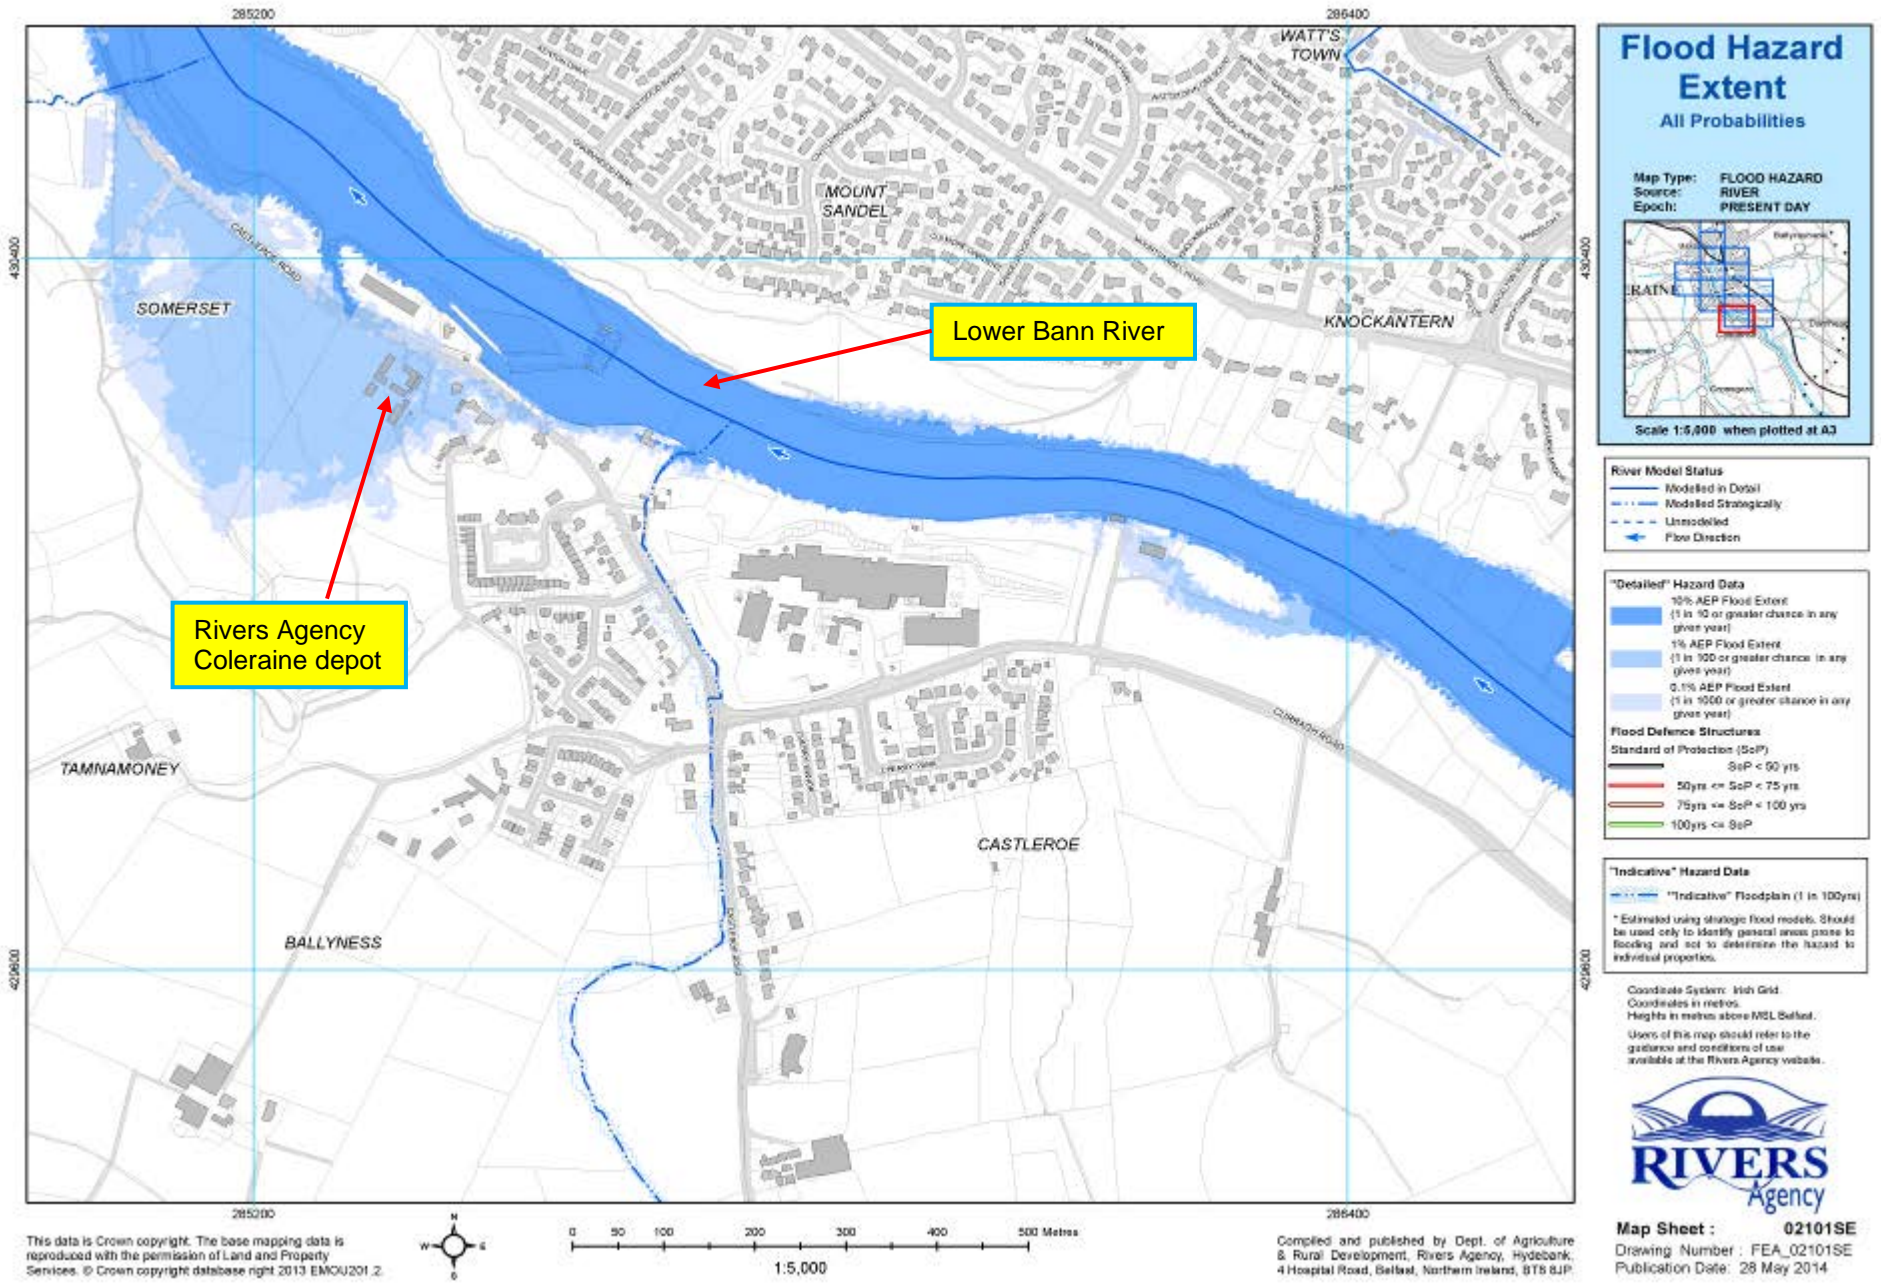 285200
286400
430400
430400
WATT'S
TOWN
MOUNT
SANDEL
CASTLEROE ROAD
SOMERSET
Lower Bann River
KNOCKANTERN
MOUNTSANDEL ROAD
Rivers Agency
Coleraine depot
CURRAGH ROAD
TAMNAMONEY
CASTLEROE
BALLYNESS
CASTLEROE ROAD
429600
429600
285200
286400
Flood Hazard
Extent
All Probabilities
Map Type: FLOOD HAZARD
Source: RIVER
Epoch: PRESENT DAY
ERAINE
Scale 1:5,000 when plotted at A3
River Model Status
Modelled in Detail
Modelled Strategically
Unmodelled
Flow Direction
"Detailed" Hazard Data
10% AEP Flood Extent
(1 in 10 or greater chance in any
given year)
1% AEP Flood Extent
(1 in 100 or greater chance in any
given year)
0.1% AEP Flood Extent
(1 in 1000 or greater chance in any
given year)
Flood Defence Structures
Standard of Protection (SoP)
SoP < 50 yrs
50yrs <= SoP < 75 yrs
75yrs <= SoP < 100 yrs
100yrs <= SoP
"Indicative" Hazard Data
*"Indicative" Floodplain (1 in 100yrs)
* Estimated using strategic flood models. Should
be used only to identify general areas prone to
flooding and not to determine the hazard to
individual properties.
Coordinate System: Irish Grid.
Coordinates in metres.
Heights in metres above MSL Belfast.
Users of this map should refer to the
guidance and conditions of use
available at the Rivers Agency website.
RIVERS
Agency
Map Sheet : 02101SE
Drawing Number : FEA_02101SE
Publication Date: 28 May 2014
This data is Crown copyright. The base mapping data is
reproduced with the permission of Land and Property
Services. © Crown copyright database right 2013 EMOU201.2.
N
W E
S
0 50 100 200 300 400 500 Metres
1:5,000
Compiled and published by Dept. of Agriculture
& Rural Development, Rivers Agency, Hydebank,
4 Hospital Road, Belfast, Northern Ireland, BT8 8JP.